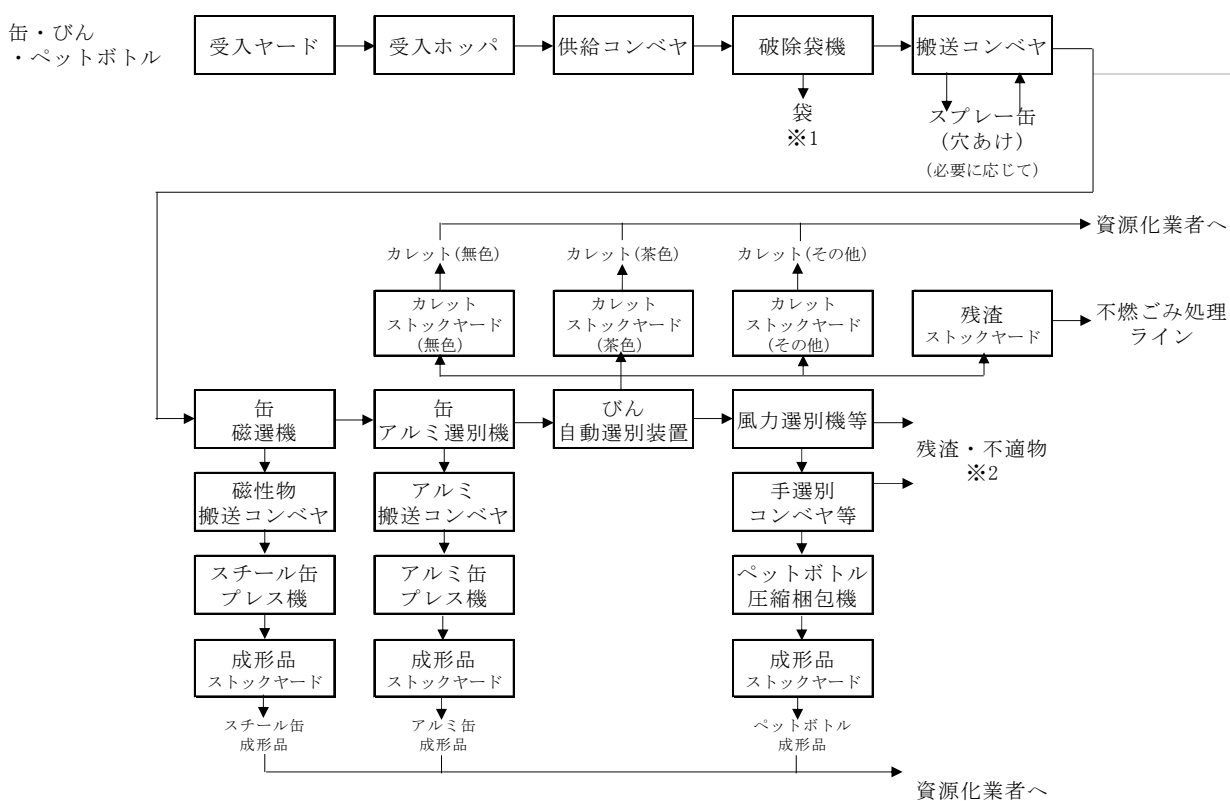 缶・びん
・ペットボトル
受入ヤード
受入ホッパ
供給コンベヤ
破除袋機
搬送コンベヤ
袋
※1
スプレー缶
(穴あけ)
(必要に応じて)
資源化業者へ
カレット(無色)
カレット(茶色)
カレット(その他)
カレット
ストックヤード
(無色)
カレット
ストックヤード
(茶色)
カレット
ストックヤード
(その他)
残渣
ストックヤード
不燃ごみ処理
ライン
缶
磁選機
缶
アルミ選別機
びん
自動選別装置
風力選別機等
残渣・不適物
※2
磁性物
搬送コンベヤ
アルミ
搬送コンベヤ
手選別
コンベヤ等
スチール缶
プレス機
アルミ缶
プレス機
ペットボトル
圧縮梱包機
成形品
ストックヤード
成形品
ストックヤード
成形品
ストックヤード
スチール缶
成形品
アルミ缶
成形品
ペットボトル
成形品
資源化業者へ